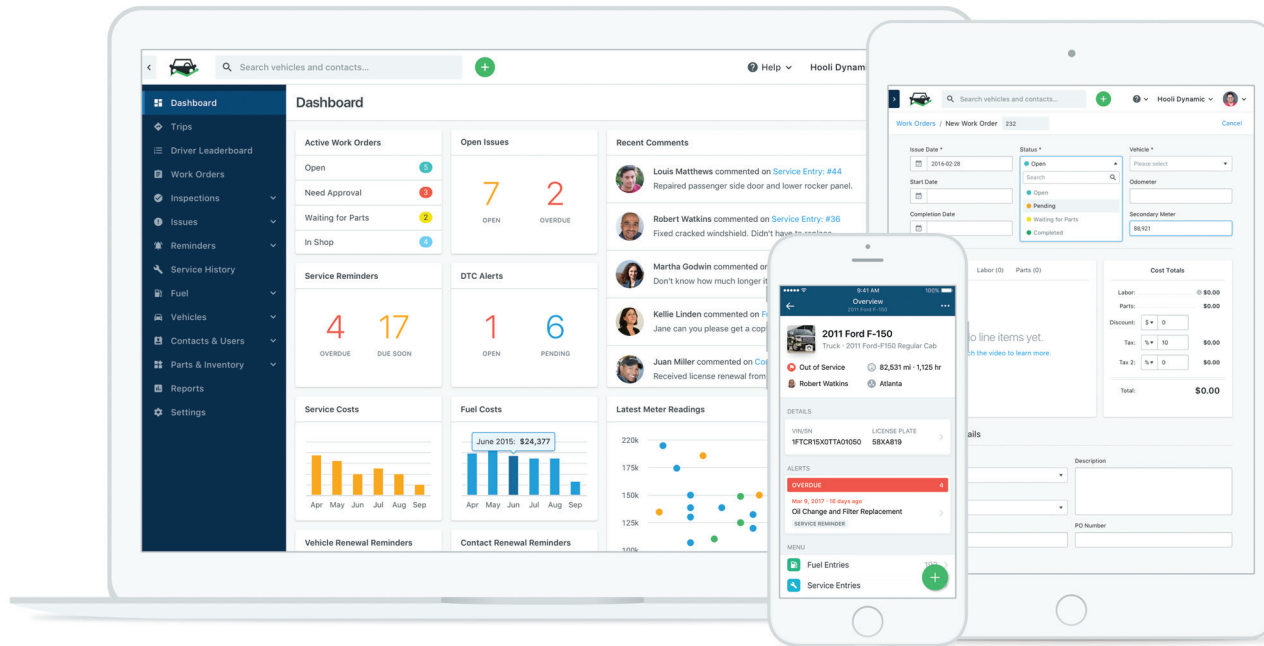 Search vehicles and contacts...
Help
Hooli Dynam
Dashboard
Trips
Driver Leaderboard
Work Orders
Inspections
Issues
Reminders
Service History
Fuel
Vehicles
Contacts & Users
Parts & Inventory
Reports
Settings
Dashboard
Active Work Orders
Open 5
Need Approval 3
Waiting for Parts 2
In Shop 4
Open Issues
7 2
OPEN OVERDUE
Recent Comments
Louis Matthews commented on Service Entry: #44
Repaired passenger side door and lower rocker panel.
Robert Watkins commented on Service Entry: #36
Fixed cracked windshield. Didn't have to
Martha Godwin commented
Don't know how much longer it
Kellie Linden commented on
Jane can you please get a
Juan Miller commented on
Received license renewal from
Service Reminders
4 17
OVERDUE DUE SOON
DTC Alerts
1 6
OPEN PENDING
Service Costs
Apr May Jun Jul Aug Sep
Fuel Costs
June 2015: $24,377
Apr May Jun Jul Aug Sep
Latest Meter Readings
220k
175k
150k
125k
100k
Vehicle Renewal Reminders
Contact Renewal Reminders
Search vehicles and contacts...
Hooli Dynamic
Work Orders / New Work Order 232
Cancel
Issue Date *
2016-02-28
Start Date
Completion Date
Status *
Open
Search
Open
Pending
Waiting for Parts
Completed
Vehicle *
Please select
Odometer
Secondary Meter
88,921
Labor (0) Parts (0)
line items yet.
the video to learn more.
Cost Totals
Labor: $0.00
Parts: $0.00
Discount: $ 0
Tax: % 10 $0.00
Tax 2: % 0 $0.00
Total: $0.00
Description
PO Number
9:41 AM
100%
Overview
2011 Ford F-150
2011 Ford F-150
Truck · 2011 Ford-F150 Regular Cab
Out of Service
82,531 mi · 1,125 hr
Robert Watkins
Atlanta
DETAILS
VIN/SN
1FTCR15X0TTA01050
LICENSE PLATE
58XA819
ALERTS
OVERDUE 4
Mar 9, 2017 · 16 days ago
Oil Change and Filter Replacement
SERVICE REMINDER
MENU
Fuel Entries
Service Entries